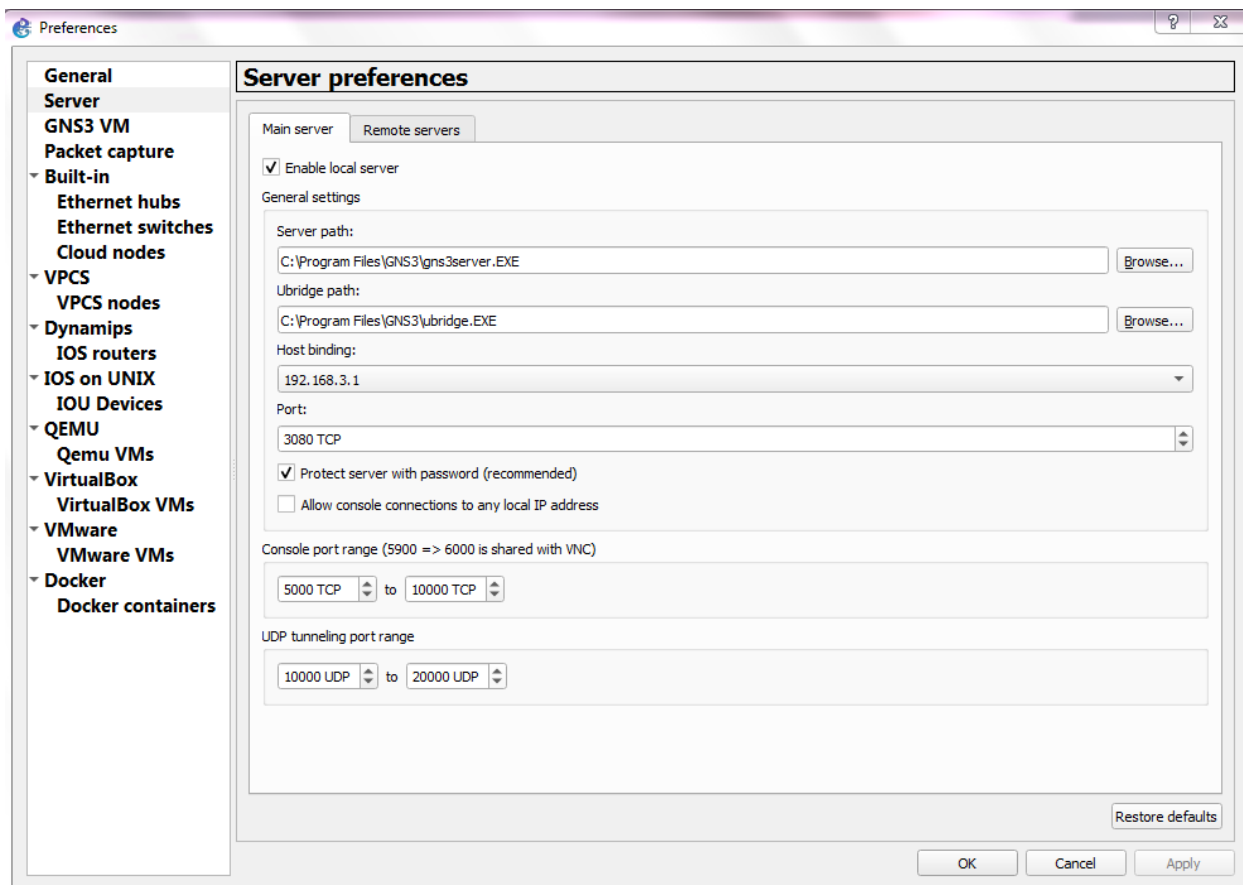 Preferences
General
Server
GNS3 VM
Packet capture
Built-in
Ethernet hubs
Ethernet switches
Cloud nodes
VPCS
VPCS nodes
Dynamips
IOS routers
IOS on UNIX
IOU Devices
QEMU
Qemu VMs
VirtualBox
VirtualBox VMs
VMware
VMware VMs
Docker
Docker containers
Server preferences
Main server Remote servers
Enable local server
General settings
Server path:
C:\Program Files\GNS3\gns3server.EXE Browse...
Ubridge path:
C:\Program Files\GNS3\ubridge.EXE Browse...
Host binding:
192.168.3.1
Port:
3080 TCP
Protect server with password (recommended)
Allow console connections to any local IP address
Console port range (5900 => 6000 is shared with VNC)
5000 TCP to 10000 TCP
UDP tunneling port range
10000 UDP to 20000 UDP
Restore defaults
OK Cancel Apply